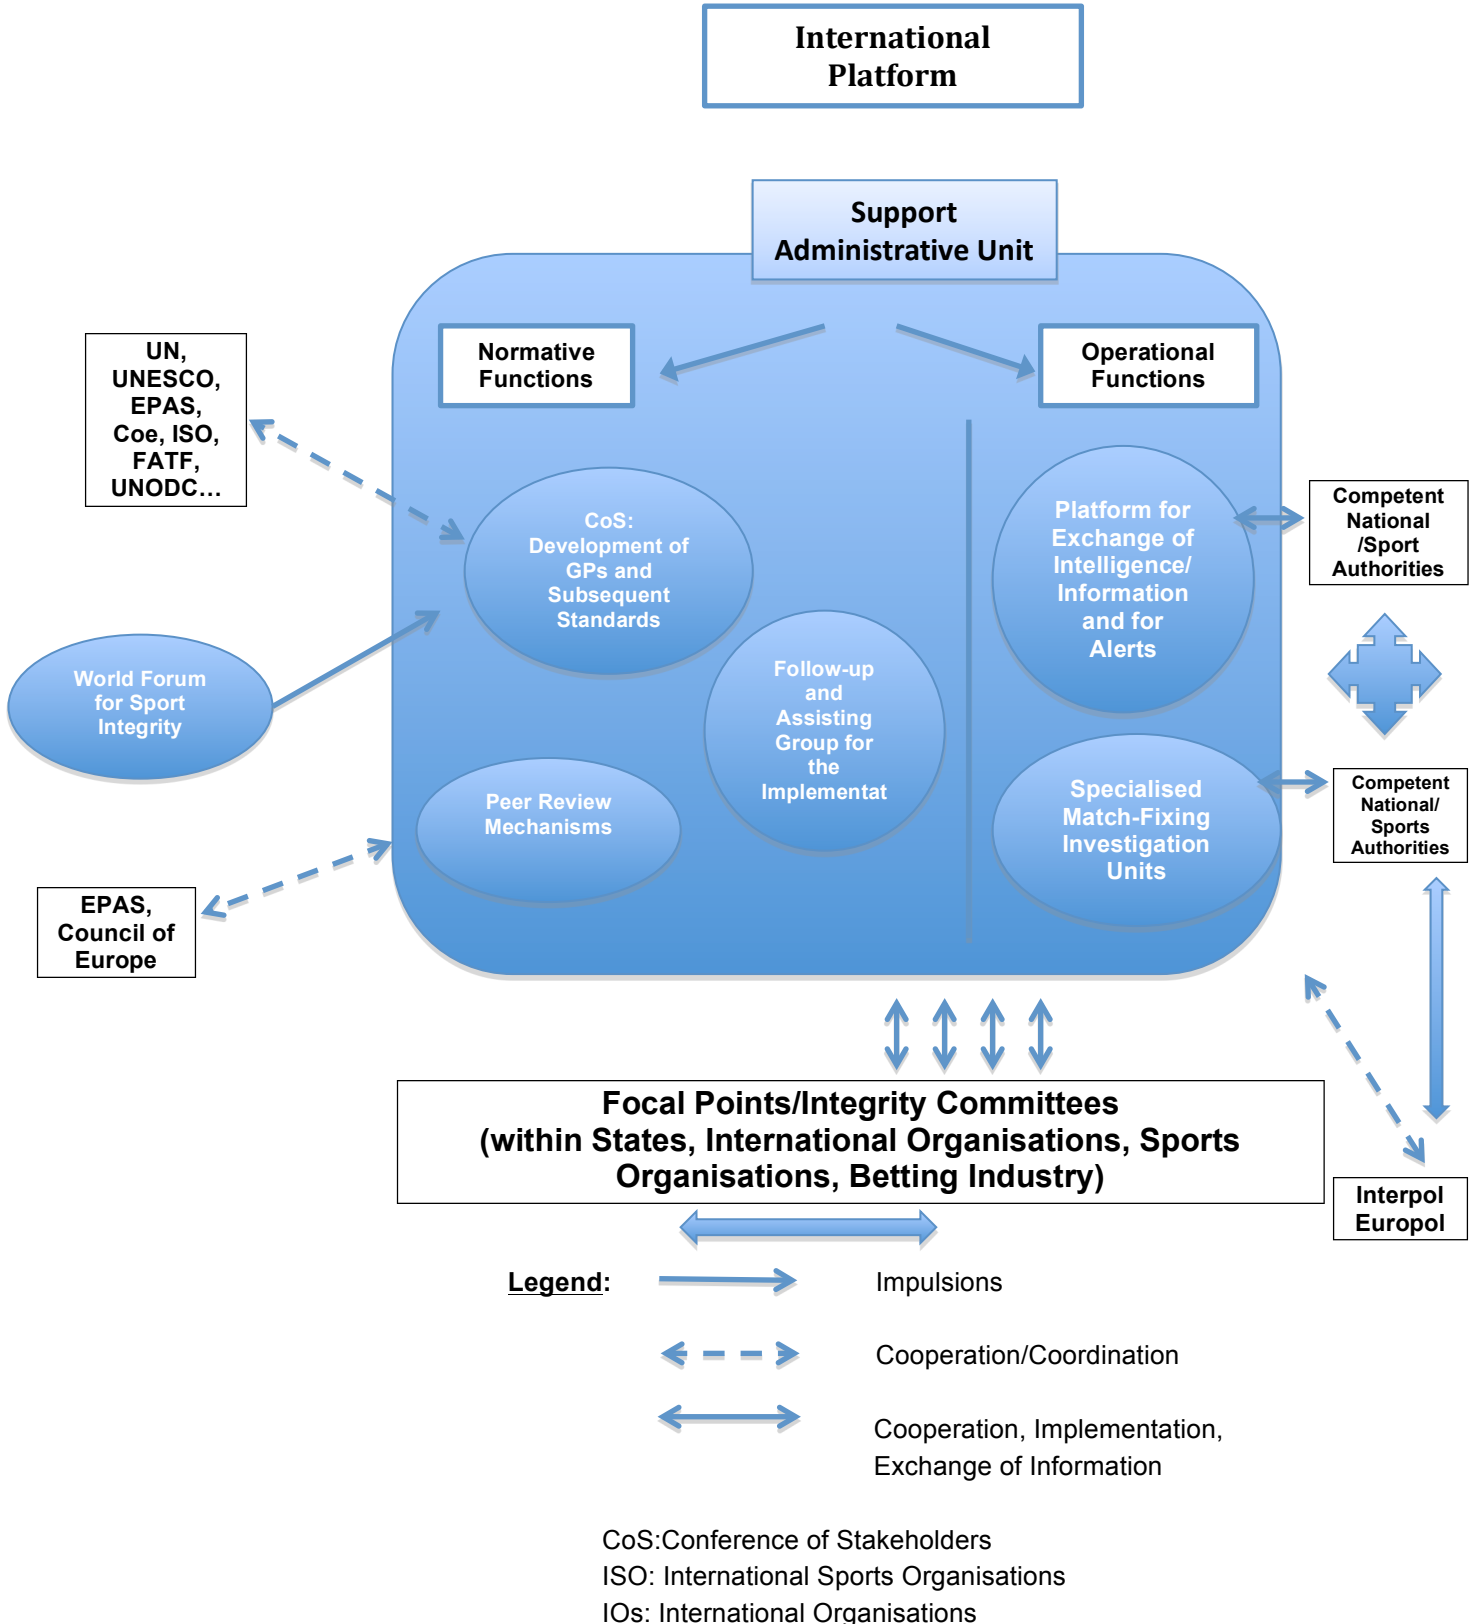 International
Platform
Support
Administrative Unit
Normative
Functions
Operational
Functions
UN,
UNESCO,
EPAS,
Coe, ISO,
FATF,
UNODC…
CoS:
Development of
GPs and
Subsequent
Standards
Platform for
Exchange of
Intelligence/
Information
and for
Alerts
Competent
National
/Sport
Authorities
World Forum
for Sport
Integrity
Follow-up
and
Assisting
Group for
the
Implementat
Peer Review
Mechanisms
Specialised
Match-Fixing
Investigation
Units
Competent
National/
Sports
Authorities
EPAS,
Council of
Europe
Focal Points/Integrity Committees
(within States, International Organisations, Sports
Organisations, Betting Industry)
Interpol
Europol
Legend:
Impulsions
Cooperation/Coordination
Cooperation, Implementation,
Exchange of Information
CoS:Conference of Stakeholders
ISO: International Sports Organisations
IOs: International Organisations